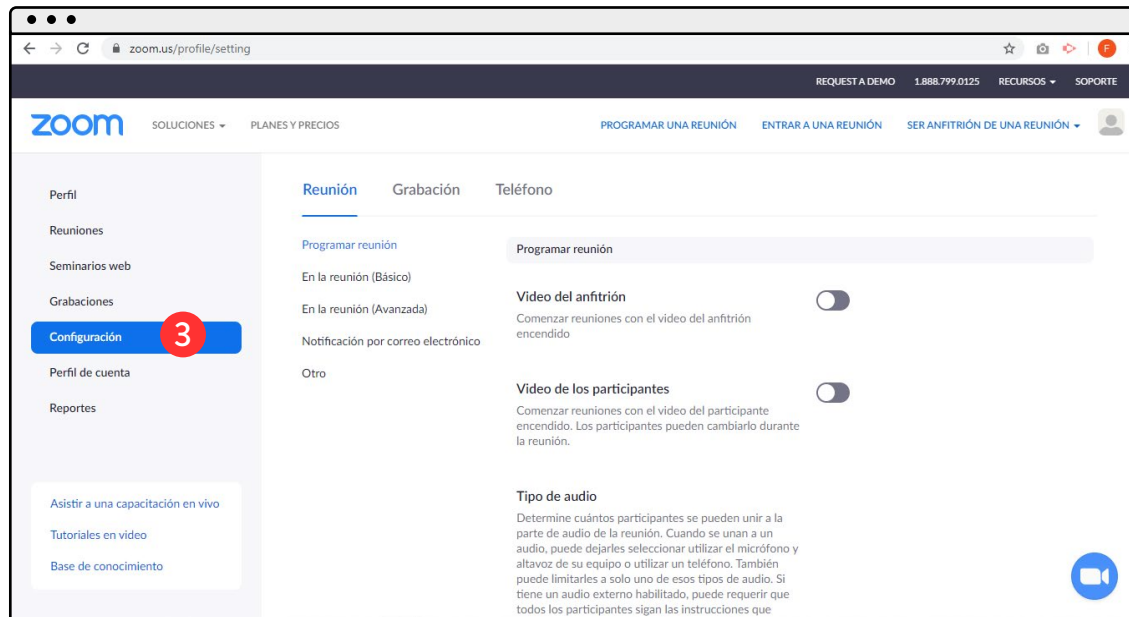 zoom.us/profile/setting
F
REQUEST A DEMO 1.888.799.0125 RECURSOS SOPORTE
zoom SOLUCIONES PLANES Y PRECIOS PROGRAMAR UNA REUNIÓN ENTRAR A UNA REUNIÓN SER ANFITRIÓN DE UNA REUNIÓN
Perfil
Reuniones
Seminarios web
Grabaciones
Configuración 3
Perfil de cuenta
Reportes
Asistir a una capacitación en vivo
Tutoriales en video
Base de conocimiento
Reunión Grabación Teléfono
Programar reunión
En la reunión (Básico)
En la reunión (Avanzada)
Notificación por correo electrónico
Otro
Programar reunión
Video del anfitrión
Comenzar reuniones con el video del anfitrión
encendido
Video de los participantes
Comenzar reuniones con el video del participante
encendido. Los participantes pueden cambiarlo durante
la reunión.
Tipo de audio
Determine cuántos participantes se pueden unir a la
parte de audio de la reunión. Cuando se unan a un
audio, puede dejarles seleccionar utilizar el micrófono y
altavoz de su equipo o utilizar un teléfono. También
puede limitarles a solo uno de esos tipos de audio. Si
tiene un audio externo habilitado, puede requerir que
todos los participantes sigan las instrucciones que